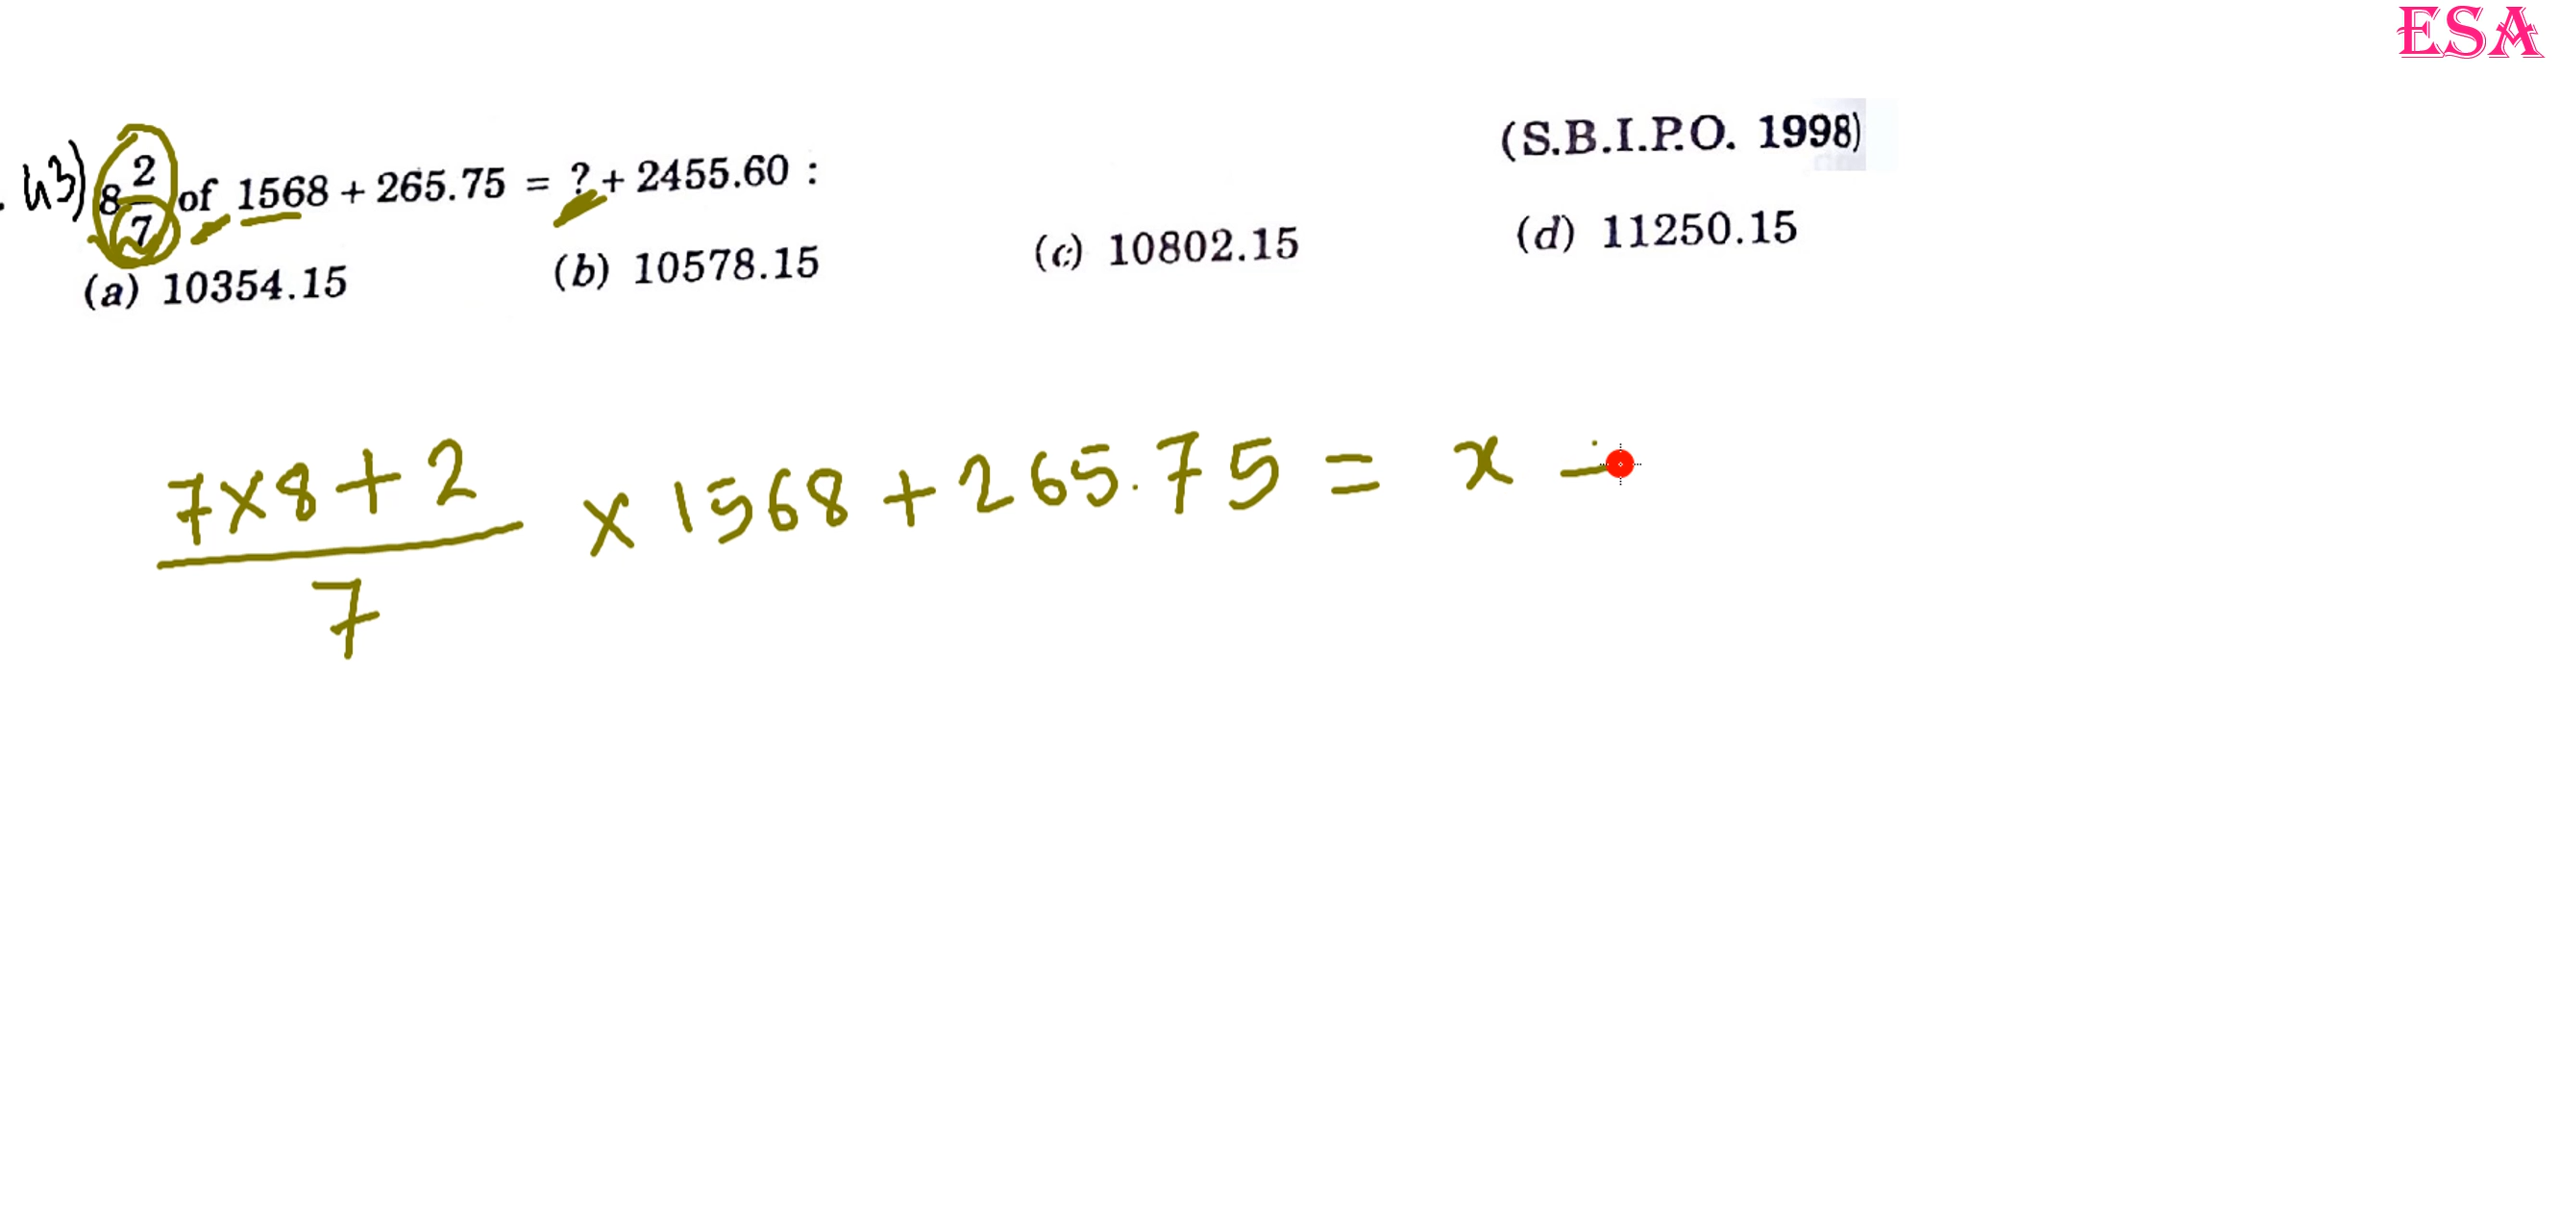 ESA
(S.B.I.P.O. 1998)
43) 8 2/7 of 1568 + 265.75 = ? + 2455.60 :
(a) 10354.15 (b) 10578.15 (c) 10802.15 (d) 11250.15
7×8+2
7 × 1568 + 265.75 = x